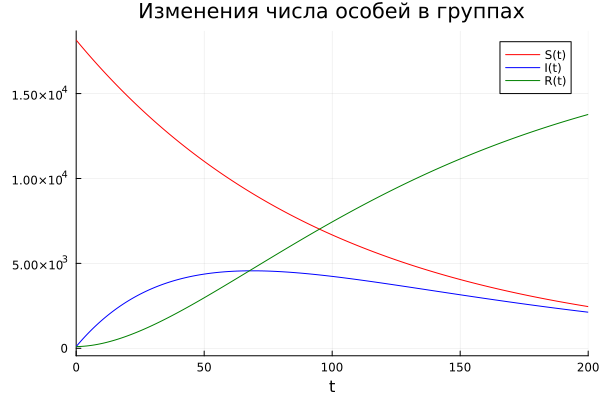 Изменения числа особей в группах
S(t)
I(t)
R(t)
1.50×10⁴
1.00×10⁴
5.00×10³
0
0 50 100 150 200
t